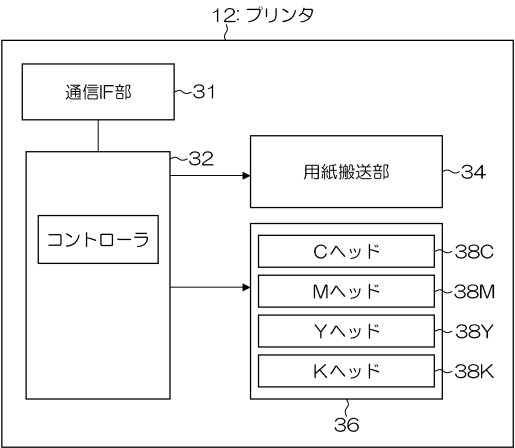 12: プリンタ
通信IF部
31
32
コントローラ
用紙搬送部
34
Cヘッド
38C
Mヘッド
38M
Yヘッド
38Y
Kヘッド
38K
36